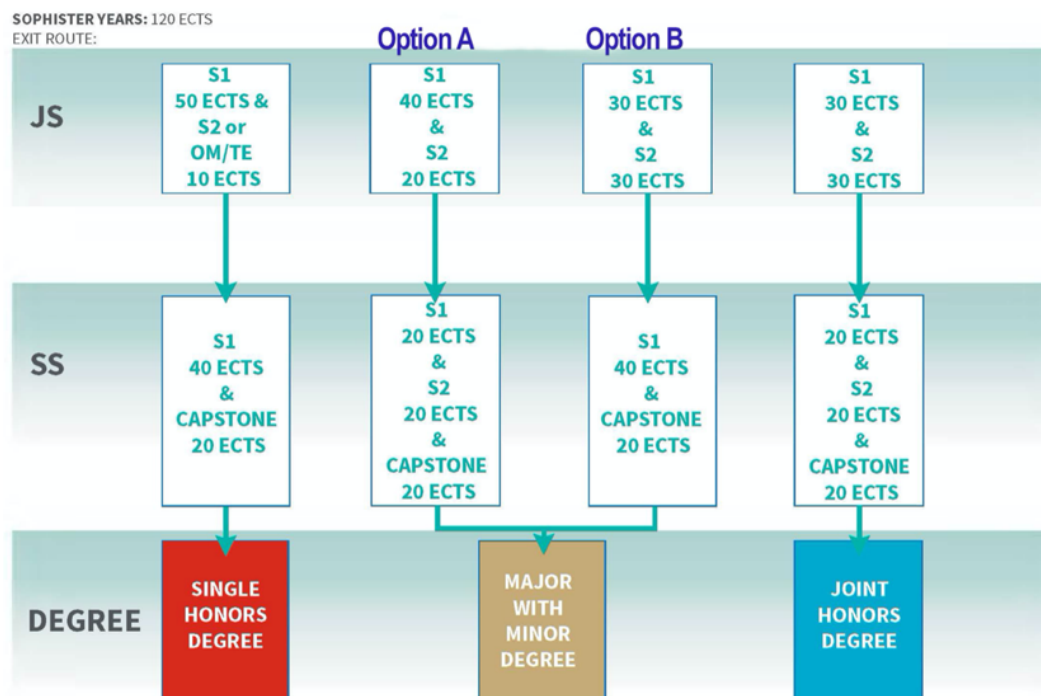 SOPHISTER YEARS: 120 ECTS
EXIT ROUTE:
Option A
Option B
JS
S1
50 ECTS &
S2 or
OM/TE
10 ECTS
S1
40 ECTS
&
S2
20 ECTS
S1
30 ECTS
&
S2
30 ECTS
S1
30 ECTS
&
S2
30 ECTS
SS
S1
40 ECTS
&
CAPSTONE
20 ECTS
S1
20 ECTS
&
S2
20 ECTS
&
CAPSTONE
20 ECTS
S1
40 ECTS
&
CAPSTONE
20 ECTS
S1
20 ECTS
&
S2
20 ECTS
&
CAPSTONE
20 ECTS
DEGREE
SINGLE
HONORS
DEGREE
MAJOR
WITH
MINOR
DEGREE
JOINT
HONORS
DEGREE